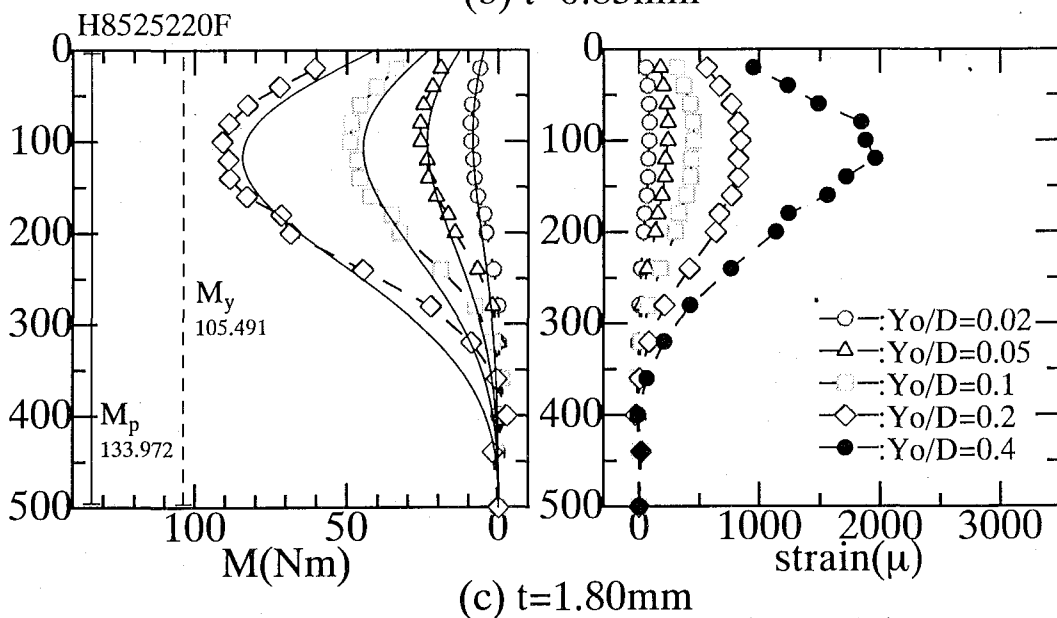 (b) t=0.83mm
H8525220F
0
100
200
300
400
500
M_y
105.491
M_p
133.972
100 50 0
M(Nm)
0
100
200
300
400
500
:Yo/D=0.02
:Yo/D=0.05
:Yo/D=0.1
:Yo/D=0.2
:Yo/D=0.4
0 1000 2000 3000
strain(μ)
(c) t=1.80mm